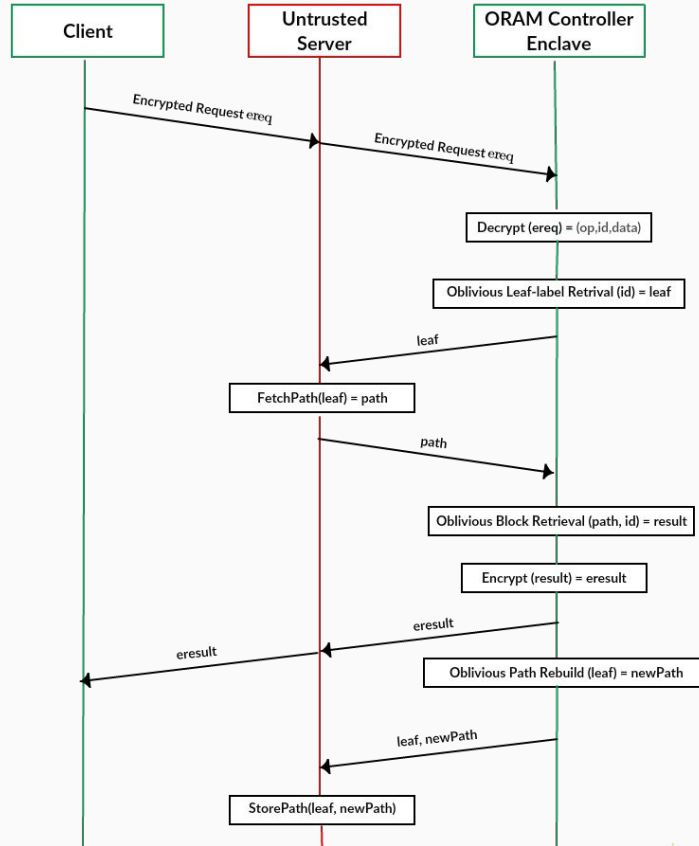 Client
Untrusted
Server
ORAM Controller
Enclave
Encrypted Request ereq
Encrypted Request ereq
Decrypt (ereq) = (op,id,data)
Oblivious Leaf-label Retrival (id) = leaf
leaf
FetchPath(leaf) = path
path
Oblivious Block Retrieval (path, id) = result
Encrypt (result) = eresult
eresult
eresult
Oblivious Path Rebuild (leaf) = newPath
leaf, newPath
StorePath(leaf, newPath)